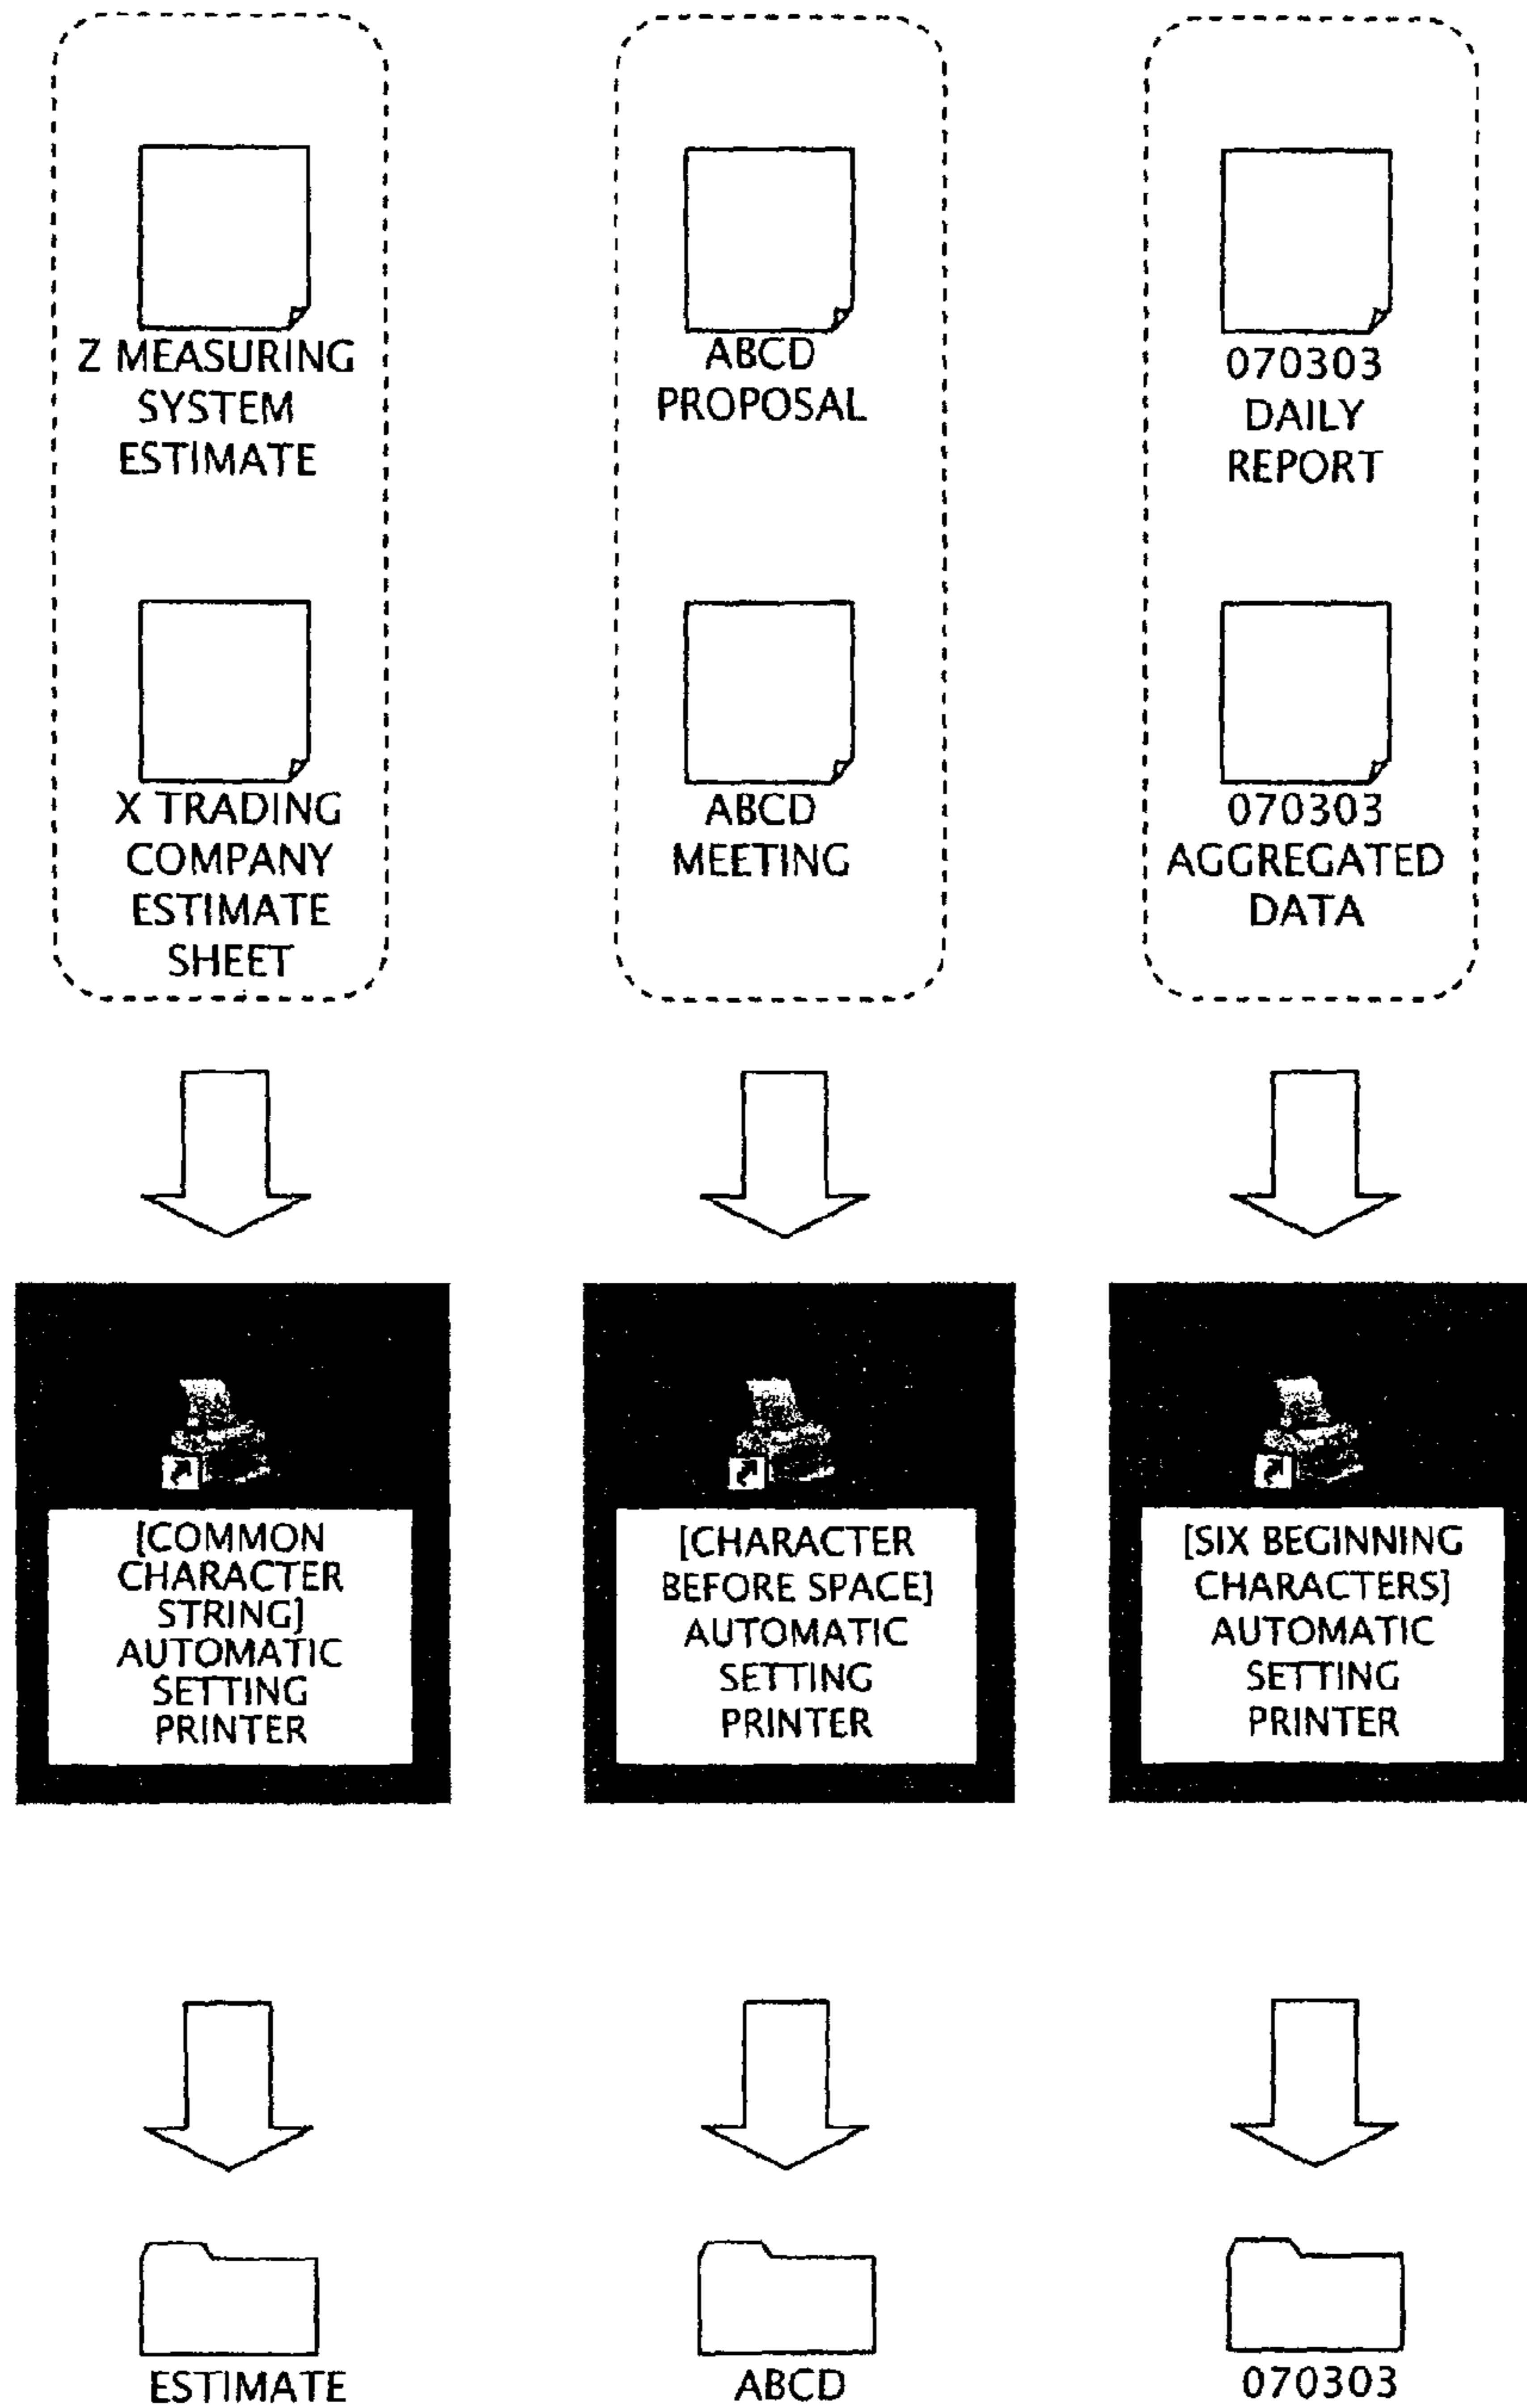 Z MEASURING
SYSTEM
ESTIMATE
X TRADING
COMPANY
ESTIMATE
SHEET
ABCD
PROPOSAL
ABCD
MEETING
070303
DAILY
REPORT
070303
AGGREGATED
DATA
[COMMON
CHARACTER
STRING]
AUTOMATIC
SETTING
PRINTER
[CHARACTER
BEFORE SPACE]
AUTOMATIC
SETTING
PRINTER
[SIX BEGINNING
CHARACTERS]
AUTOMATIC
SETTING
PRINTER
ESTIMATE
ABCD
070303